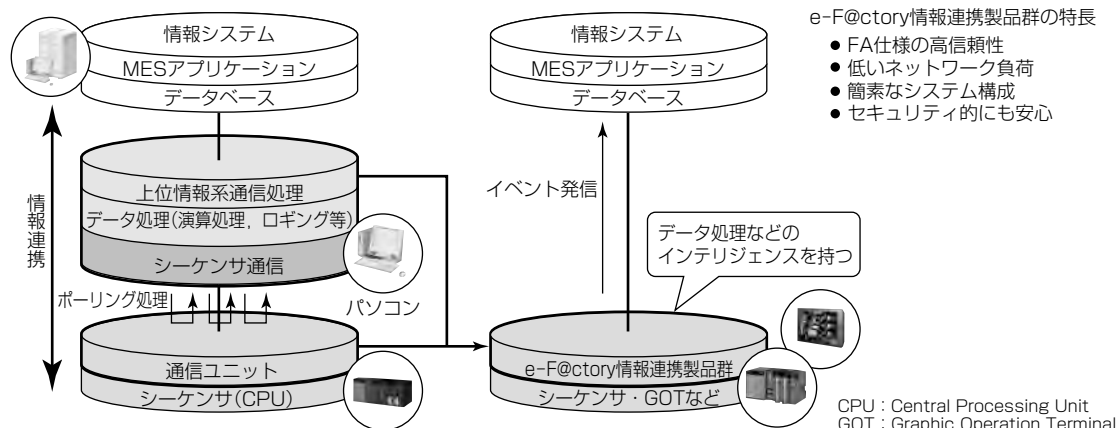 情報システム
MESアプリケーション
データベース
上位情報系通信処理
データ処理(演算処理，ロギング等)
シーケンサ通信
情報連携
ポーリング処理
パソコン
通信ユニット
シーケンサ(CPU)
情報システム
MESアプリケーション
データベース
イベント発信
データ処理などの
インテリジェンスを持つ
e-F@ctory情報連携製品群
シーケンサ・GOTなど
e-F@ctory情報連携製品群の特長
● FA仕様の高信頼性
● 低いネットワーク負荷
● 簡素なシステム構成
● セキュリティ的にも安心
CPU：Central Processing Unit
GOT：Graphic Operation Terminal